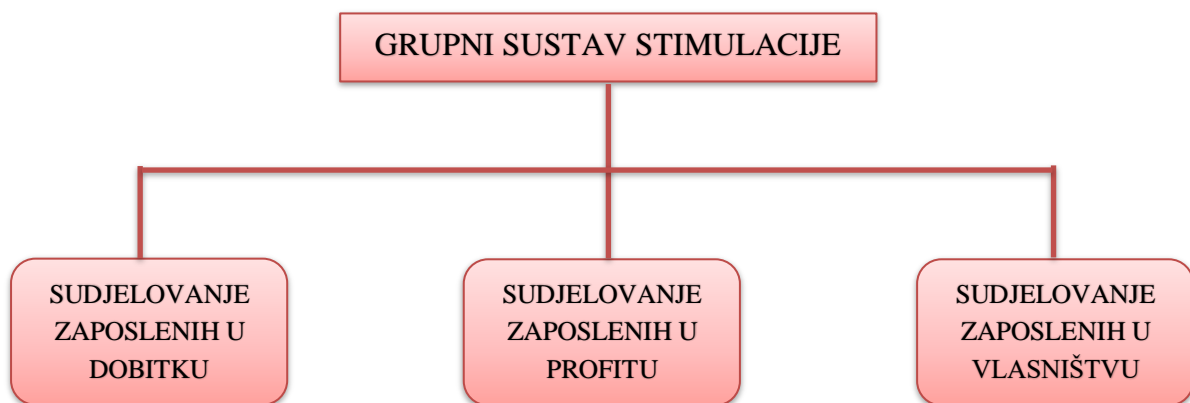 GRUPNI SUSTAV STIMULACIJE
SUDJELOVANJE
ZAPOSLENIH U
DOBITKU
SUDJELOVANJE
ZAPOSLENIH U
PROFITU
SUDJELOVANJE
ZAPOSLENIH U
VLASNIŠTVU